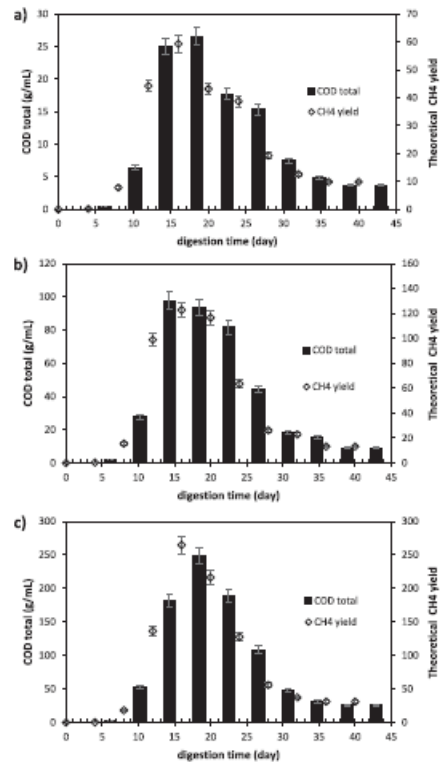 a)
30
25
20
15
10
5
0
COD total (g/mL)
70
60
50
40
30
20
10
0
Theoretical CH4 yield
COD total
CH4 yield
0 5 10 15 20 25 30 35 40 45
digestion time (day)
b)
120
100
80
60
40
20
0
COD total (g/mL)
160
140
120
100
80
60
40
20
0
Theoretical CH4 yield
COD total
CH4 yield
0 5 10 15 20 25 30 35 40 45
digestion time (day)
c)
300
250
200
150
100
50
0
COD total (g/mL)
300
250
200
150
100
50
0
Theoretical CH4 yield
COD total
CH4 yield
0 5 10 15 20 25 30 35 40 45
digestion time (day)